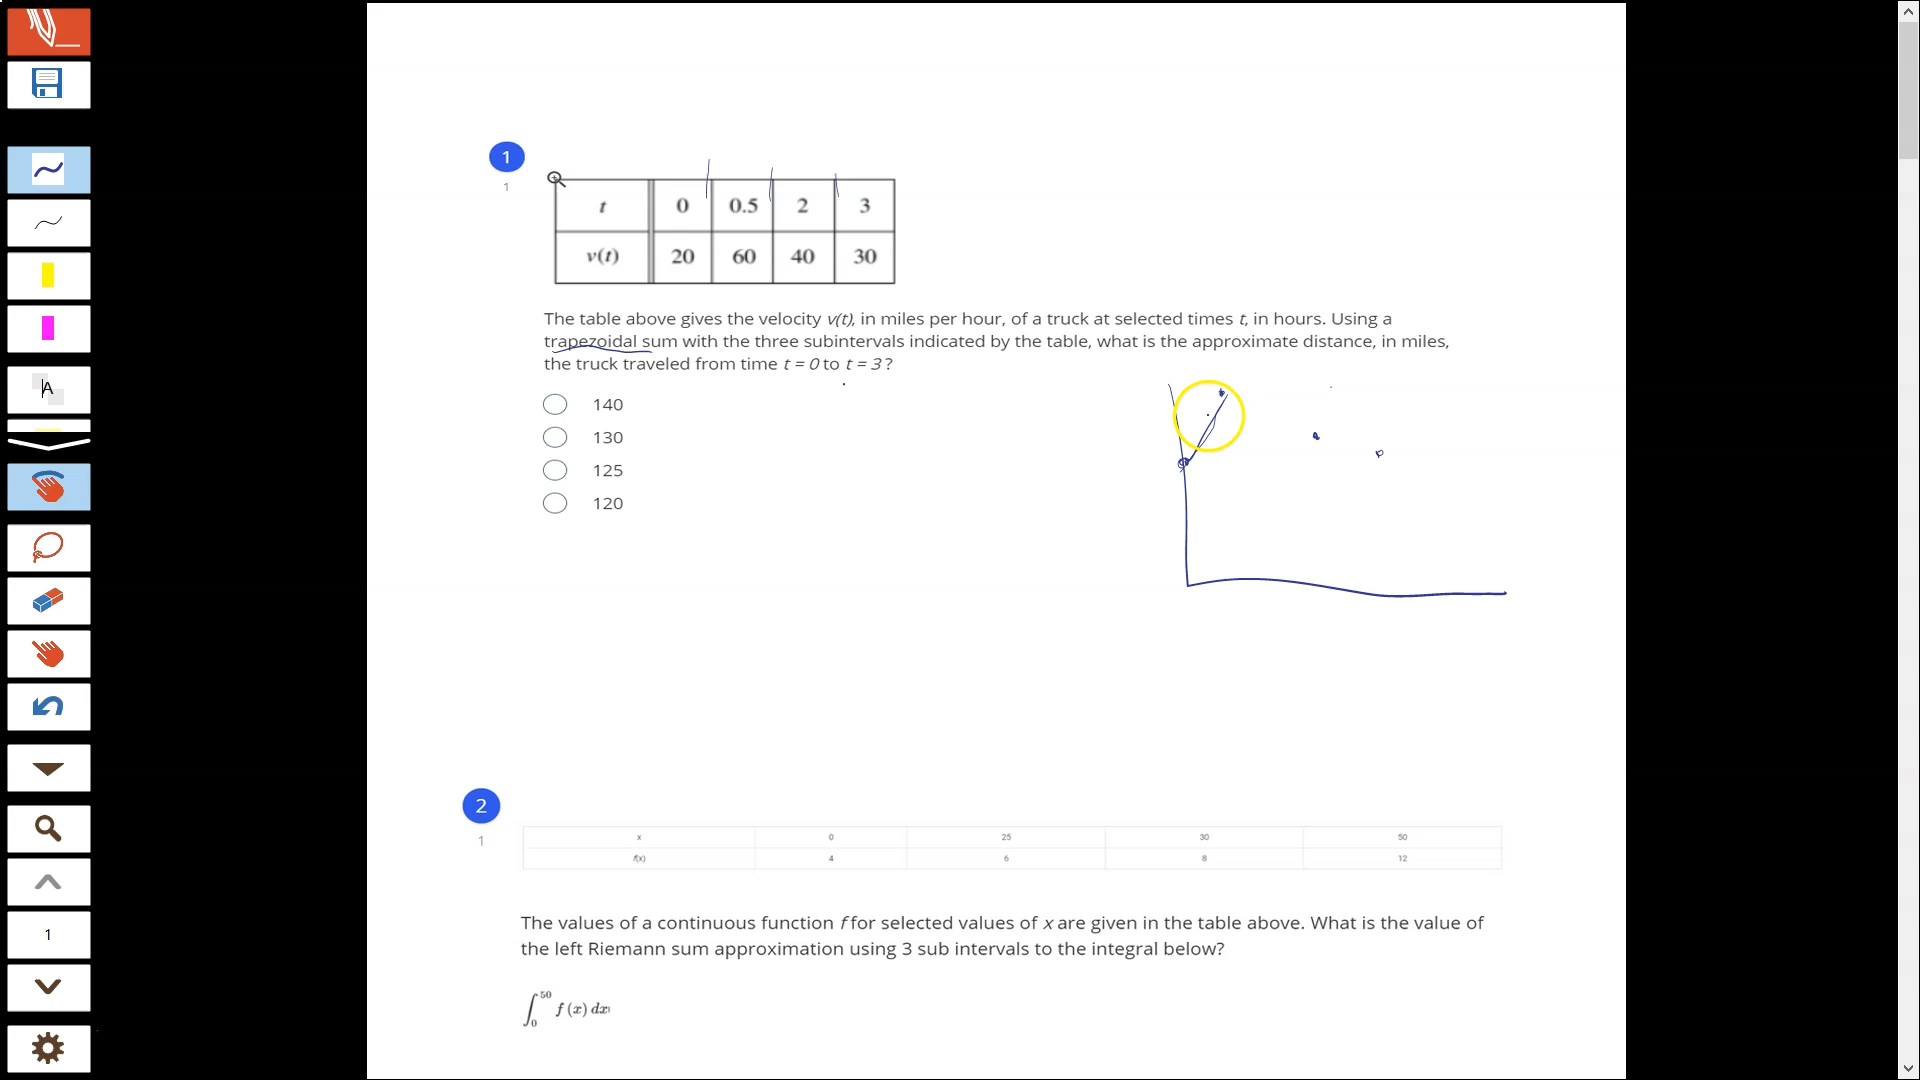 1
1
t 0 0.5 2 3
v(t) 20 60 40 30
The table above gives the velocity v(t), in miles per hour, of a truck at selected times t, in hours. Using a
trapezoidal sum with the three subintervals indicated by the table, what is the approximate distance, in miles,
the truck traveled from time t = 0 to t = 3 ?
140
130
125
120
A
1
2
1
x 0 25 30 50
f(x) 4 6 8 12
The values of a continuous function f for selected values of x are given in the table above. What is the value of
the left Riemann sum approximation using 3 sub intervals to the integral below?
∫₀⁵⁰ f (x) dx